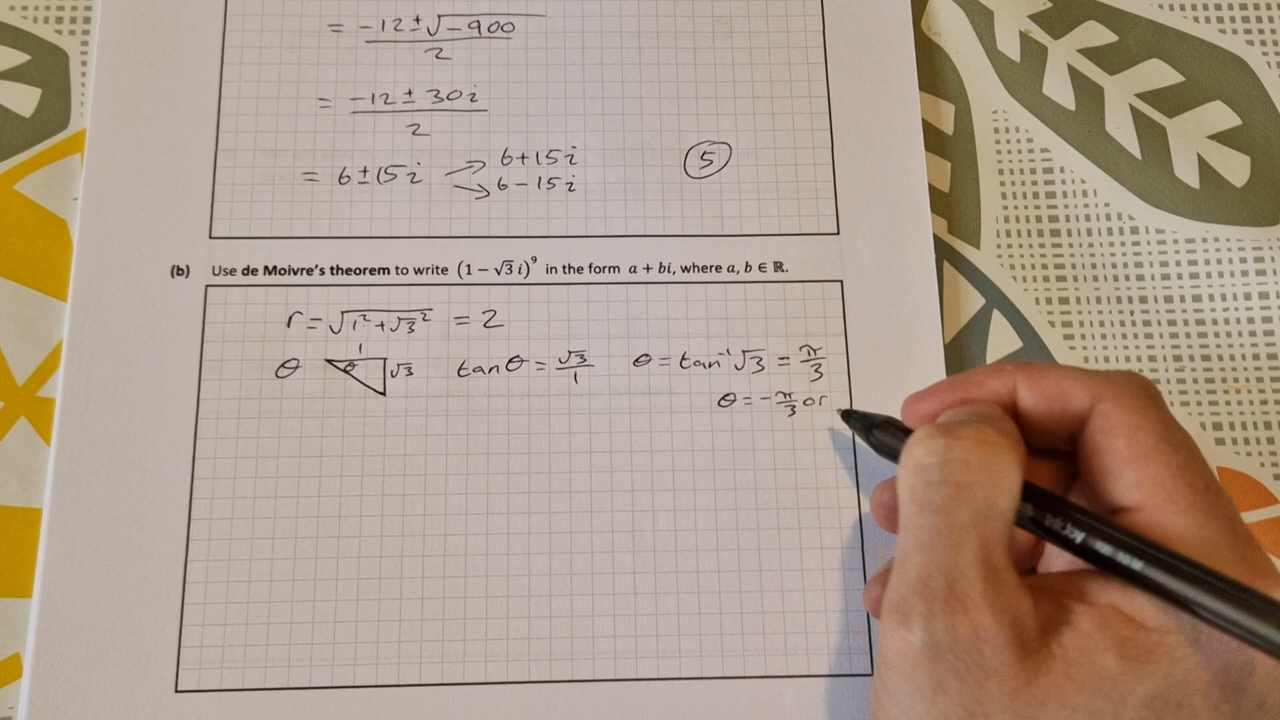 = -12±√-900
2
= -12 ± 30i
2
= 6±15i → 6+15i
→ 6-15i
5
(b) Use de Moivre's theorem to write (1 − √3 i)⁹ in the form a + bi, where a, b ∈ ℝ.
r = √1²+√3² = 2
θ 1 θ √3 tanθ = √3/1 θ = tan⁻¹√3 = π/3
θ = -π/3 or